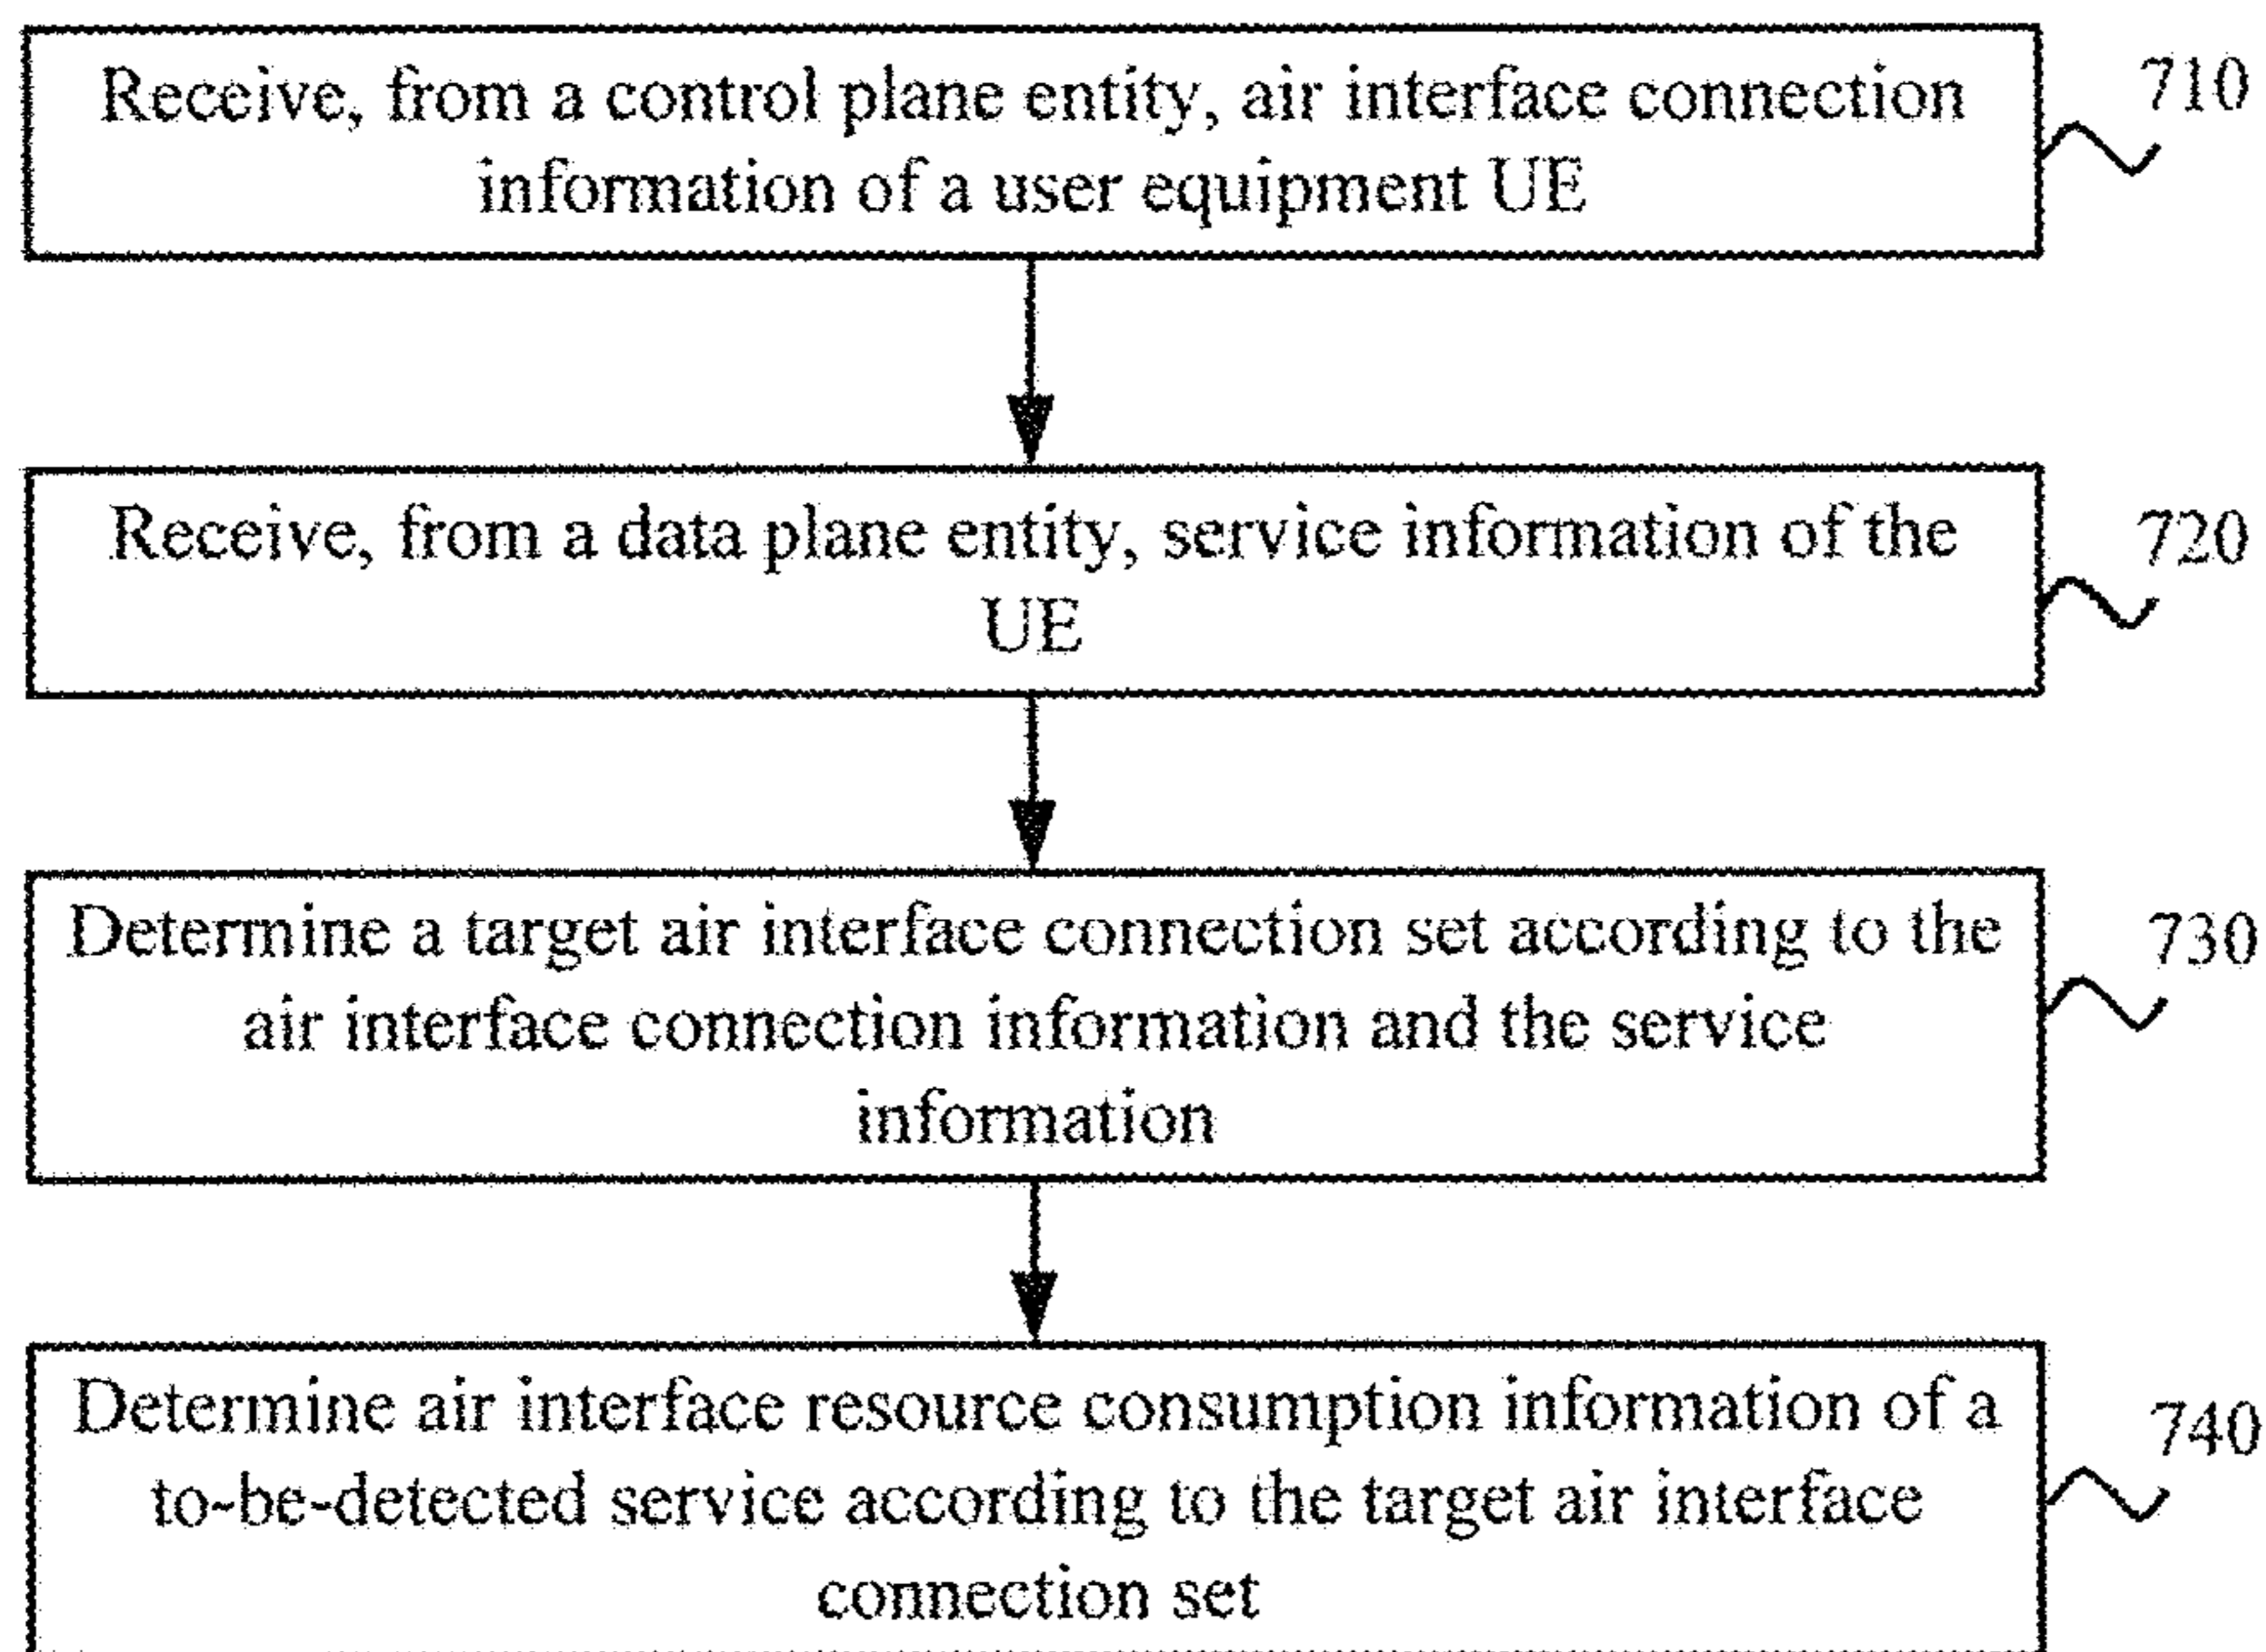 Receive, from a control plane entity, air interface connection
information of a user equipment UE
710
Receive, from a data plane entity, service information of the
UE
720
Determine a target air interface connection set according to the
air interface connection information and the service
information
730
Determine air interface resource consumption information of a
to-be-detected service according to the target air interface
connection set
740